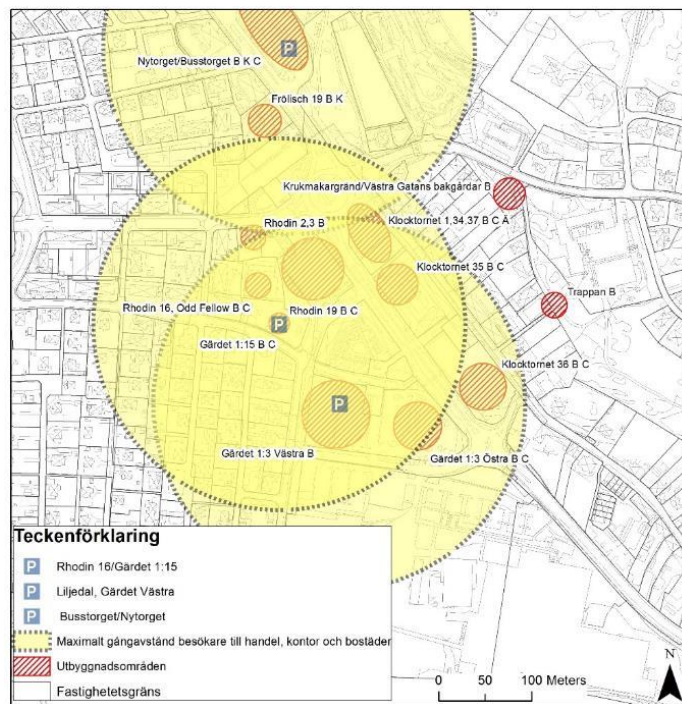 P
Nytorget/Busstorget B K C
Frölisch 19 B K
Krukmakargränd/Västra Gatans bakgårdar B
Rhodin 2,3 B
Klocktornet 1,34,37 B C Ä
Klocktornet 35 B C
Rhodin 16, Odd Fellow B C
Trappan B
Rhodin 19 B C
P
Gärdet 1:15 B C
Klocktornet 36 B C
P
Gärdet 1:3 Västra B
Gärdet 1:3 Östra B C
Teckenförklaring
P Rhodin 16/Gärdet 1:15
P Liljedal, Gärdet Västra
P Busstorget/Nytorget
Maximalt gångavstånd besökare till handel, kontor och bostäder
Utbyggnadsområden
Fastighetetsgräns
N
0 50 100 Meters